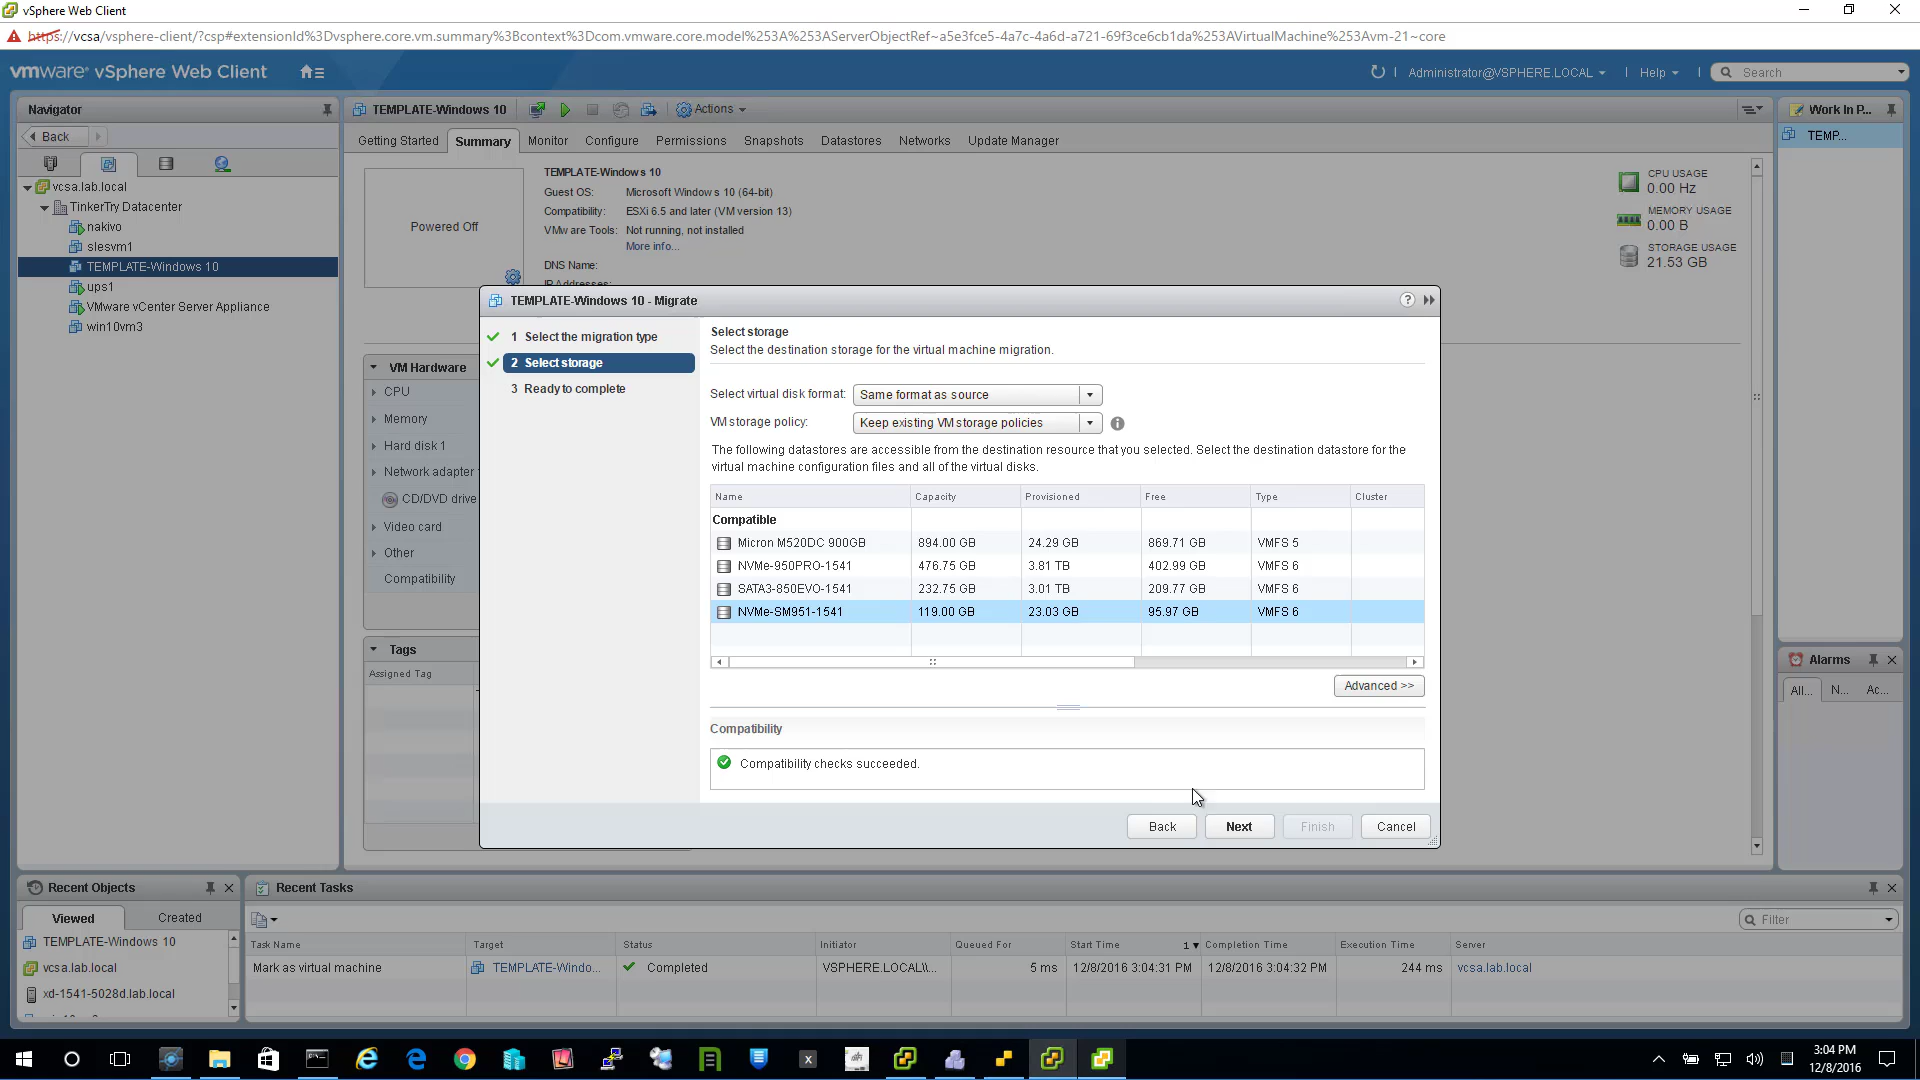 vSphere Web Client
https://vcsa/vsphere-client/?csp#extensionId%3Dvsphere.core.vm.summary%3Bcontext%3Dcom.vmware.core.model%253A%253AServerObjectRef~a5e3fce5-4a7c-4a6d-a721-69f3ce6cb1da%253AVirtualMachine%253Avm-21~core
vmware® vSphere Web Client
Administrator@VSPHERE.LOCAL
Help
Search
Navigator
Back
vcsa.lab.local
TinkerTry Datacenter
nakivo
slesvm1
TEMPLATE-Windows 10
ups1
VMware vCenter Server Appliance
win10vm3
TEMPLATE-Windows 10
Actions
Getting Started Summary Monitor Configure Permissions Snapshots Datastores Networks Update Manager
Powered Off
TEMPLATE-Windows 10
Guest OS: Microsoft Windows 10 (64-bit)
Compatibility: ESXi 6.5 and later (VM version 13)
VMware Tools: Not running, not installed
More info...
DNS Name:
IP Addresses:
CPU USAGE
0.00 Hz
MEMORY USAGE
0.00 B
STORAGE USAGE
21.53 GB
VM Hardware
CPU
Memory
Hard disk 1
Network adapter
CD/DVD drive
Video card
Other
Compatibility
Tags
Assigned Tag
TEMPLATE-Windows 10 - Migrate
1 Select the migration type
2 Select storage
3 Ready to complete
Select storage
Select the destination storage for the virtual machine migration.
Select virtual disk format: Same format as source
VM storage policy: Keep existing VM storage policies
The following datastores are accessible from the destination resource that you selected. Select the destination datastore for the
virtual machine configuration files and all of the virtual disks.
Name Capacity Provisioned Free Type Cluster
Compatible
Micron M520DC 900GB 894.00 GB 24.29 GB 869.71 GB VMFS 5
NVMe-950PRO-1541 476.75 GB 3.81 TB 402.99 GB VMFS 6
SATA3-850EVO-1541 232.75 GB 3.01 TB 209.77 GB VMFS 6
NVMe-SM951-1541 119.00 GB 23.03 GB 95.97 GB VMFS 6
Advanced >>
Compatibility
Compatibility checks succeeded.
Back Next Finish Cancel
Work In P...
TEMP...
Alarms
All... N... Ac...
Recent Objects
Viewed Created
TEMPLATE-Windows 10
vcsa.lab.local
xd-1541-5028d.lab.local
Recent Tasks
Filter
Task Name Target Status Initiator Queued For Start Time 1 Completion Time Execution Time Server
Mark as virtual machine TEMPLATE-Windo... Completed VSPHERE.LOCAL\\... 5 ms 12/8/2016 3:04:31 PM 12/8/2016 3:04:32 PM 244 ms vcsa.lab.local
3:04 PM
12/8/2016